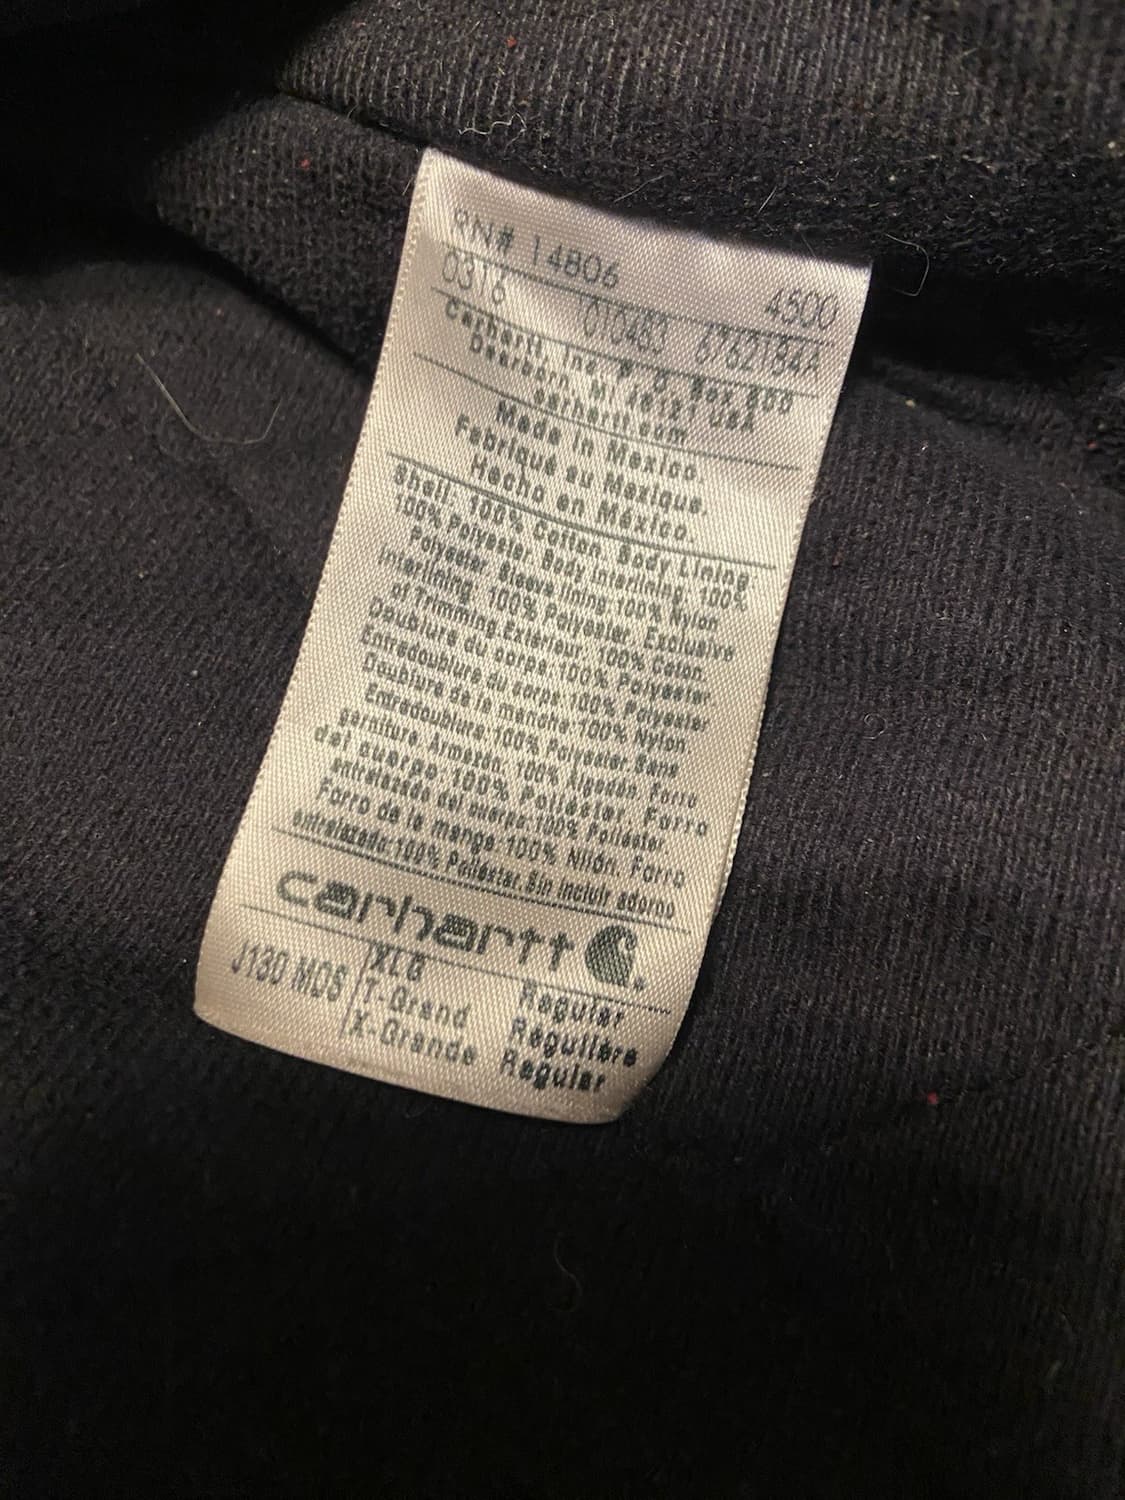 RN# 14806 4500
0316 010483 6762184A
Carhartt, Inc. P.O. Box 600
Dearborn, MI 48121 USA
carhartt.com
Made in Mexico.
Fabriqué au Mexique.
Hecho en México.
Shell: 100% Cotton. Body Lining
100% Polyester. Body Interlining: 100%
Polyester. Sleeve lining:100% Nylon
Interlining: 100% Polyester. Exclusive
of Trimming.Extérieur: 100% Coton.
Doublure du corps:100% Polyester
Entredoublure du corps:100% Polyester
Doublure de la manche:100% Nylon
Entredoublure:100% Polyester Sans
garniture. Armazón, 100% Algodón. Forro
del cuerpo: 100% Poliéster. Forro
entrelazado del cuerpo:100% Poliéster
Forro de la manga:100% Nilón. Forro
entrelazado:100% Poliéster.Sin incluir adorno
carhartt
J130 MDS XLG Regular
T-Grand Regulière
X-Grande Regular